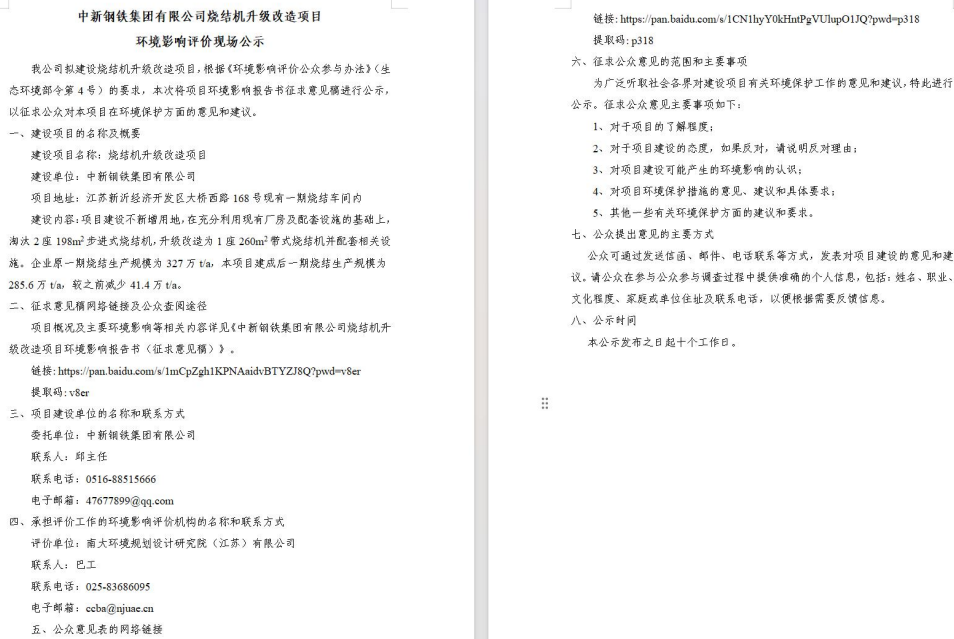 中新钢铁集团有限公司烧结机升级改造项目
环境影响评价现场公示
我公司拟建设烧结机升级改造项目，根据《环境影响评价公众参与办法》（生
态环境部令第 4 号）的要求，本次将项目环境影响报告书征求意见稿进行公示，
以征求公众对本项目在环境保护方面的意见和建议。
一、建设项目的名称及概要
建设项目名称：烧结机升级改造项目
建设单位：中新钢铁集团有限公司
项目地址：江苏新沂经济开发区大桥西路 168 号现有一期烧结车间内
建设内容：项目建设不新增用地，在充分利用现有厂房及配套设施的基础上，
淘汰 2 座 198m²步进式烧结机，升级改造为 1 座 260m²带式烧结机并配套相关设
施。企业原一期烧结生产规模为 327 万 t/a，本项目建成后一期烧结生产规模为
285.6 万 t/a，较之前减少 41.4 万 t/a。
二、征求意见稿网络链接及公众查阅途径
项目概况及主要环境影响等相关内容详见《中新钢铁集团有限公司烧结机升
级改造项目环境影响报告书（征求意见稿）》。
链接: https://pan.baidu.com/s/1mCpZgh1KPNAaidvBTYZJ8Q?pwd=v8er
提取码: v8er
三、项目建设单位的名称和联系方式
委托单位：中新钢铁集团有限公司
联系人：邱主任
联系电话：0516-88515666
电子邮箱：47677899@qq.com
四、承担评价工作的环境影响评价机构的名称和联系方式
评价单位：南大环境规划设计研究院（江苏）有限公司
联系人：巴工
联系电话：025-83686095
电子邮箱：ccba@njuae.cn
五、公众意见表的网络链接
链接: https://pan.baidu.com/s/1CN1hyY0kHntPgVUlupO1JQ?pwd=p318
提取码: p318
六、征求公众意见的范围和主要事项
为广泛听取社会各界对建设项目有关环境保护工作的意见和建议，特此进行
公示。征求公众意见主要事项如下：
1、对于项目的了解程度；
2、对于项目建设的态度，如果反对，请说明反对理由；
3、对项目建设可能产生的环境影响的认识；
4、对项目环境保护措施的意见、建议和具体要求；
5、其他一些有关环境保护方面的建议和要求。
七、公众提出意见的主要方式
公众可通过发送信函、邮件、电话联系等方式，发表对项目建设的意见和建
议。请公众在参与公众参与调查过程中提供准确的个人信息，包括：姓名、职业、
文化程度、家庭或单位住址及联系电话，以便根据需要反馈信息。
八、公示时间
本公示发布之日起十个工作日。